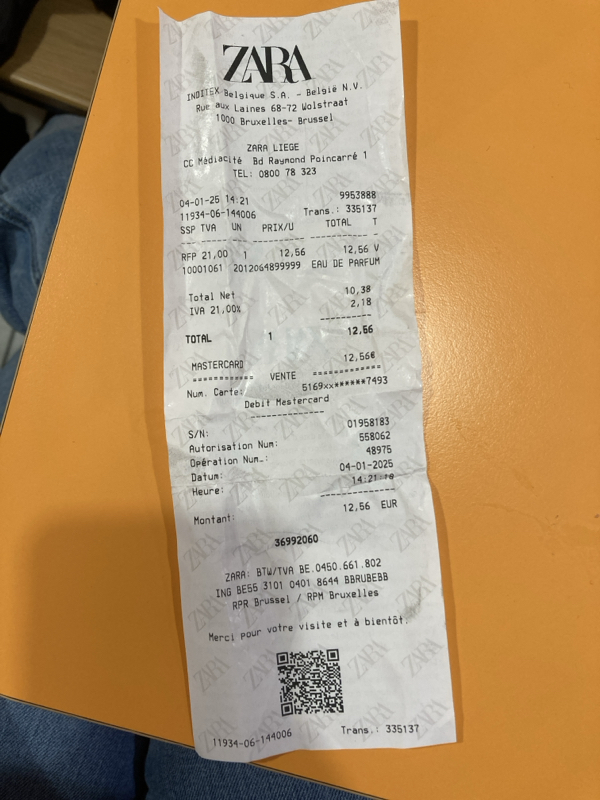 ZARA
INDITEX Belgique S.A. - België N.V.
Rue aux Laines 68-72 Wolstraat
1000 Bruxelles- Brussel
ZARA LIEGE
CC Médiacité Bd Raymond Poincarré 1
TEL: 0800 78 323
04-01-25 14:21 9953888
11934-06-144006 Trans.: 335137
SSP TVA UN PRIX/U TOTAL T
RFP 21,00 1 12,56 12,56 V
10001061 2012064899999 EAU DE PARFUM
Total Net 10,38
IVA 21,00% 2,18
TOTAL 1 12,56
MASTERCARD 12,56€
============ VENTE ============
Num. Carte: 5169xx******7493
Debit Mastercard
S/N: 01958183
Autorisation Num: 558062
Opération Num.: 48975
Datum: 04-01-2025
Heure: 14:21:18
Montant: 12,56 EUR
36992060
ZARA: BTW/TVA BE.0450.661.802
ING BE55 3101 0401 8644 BBRUBEBB
RPR Brussel / RPM Bruxelles
Merci pour votre visite et à bientôt.
11934-06-144006 Trans.: 335137